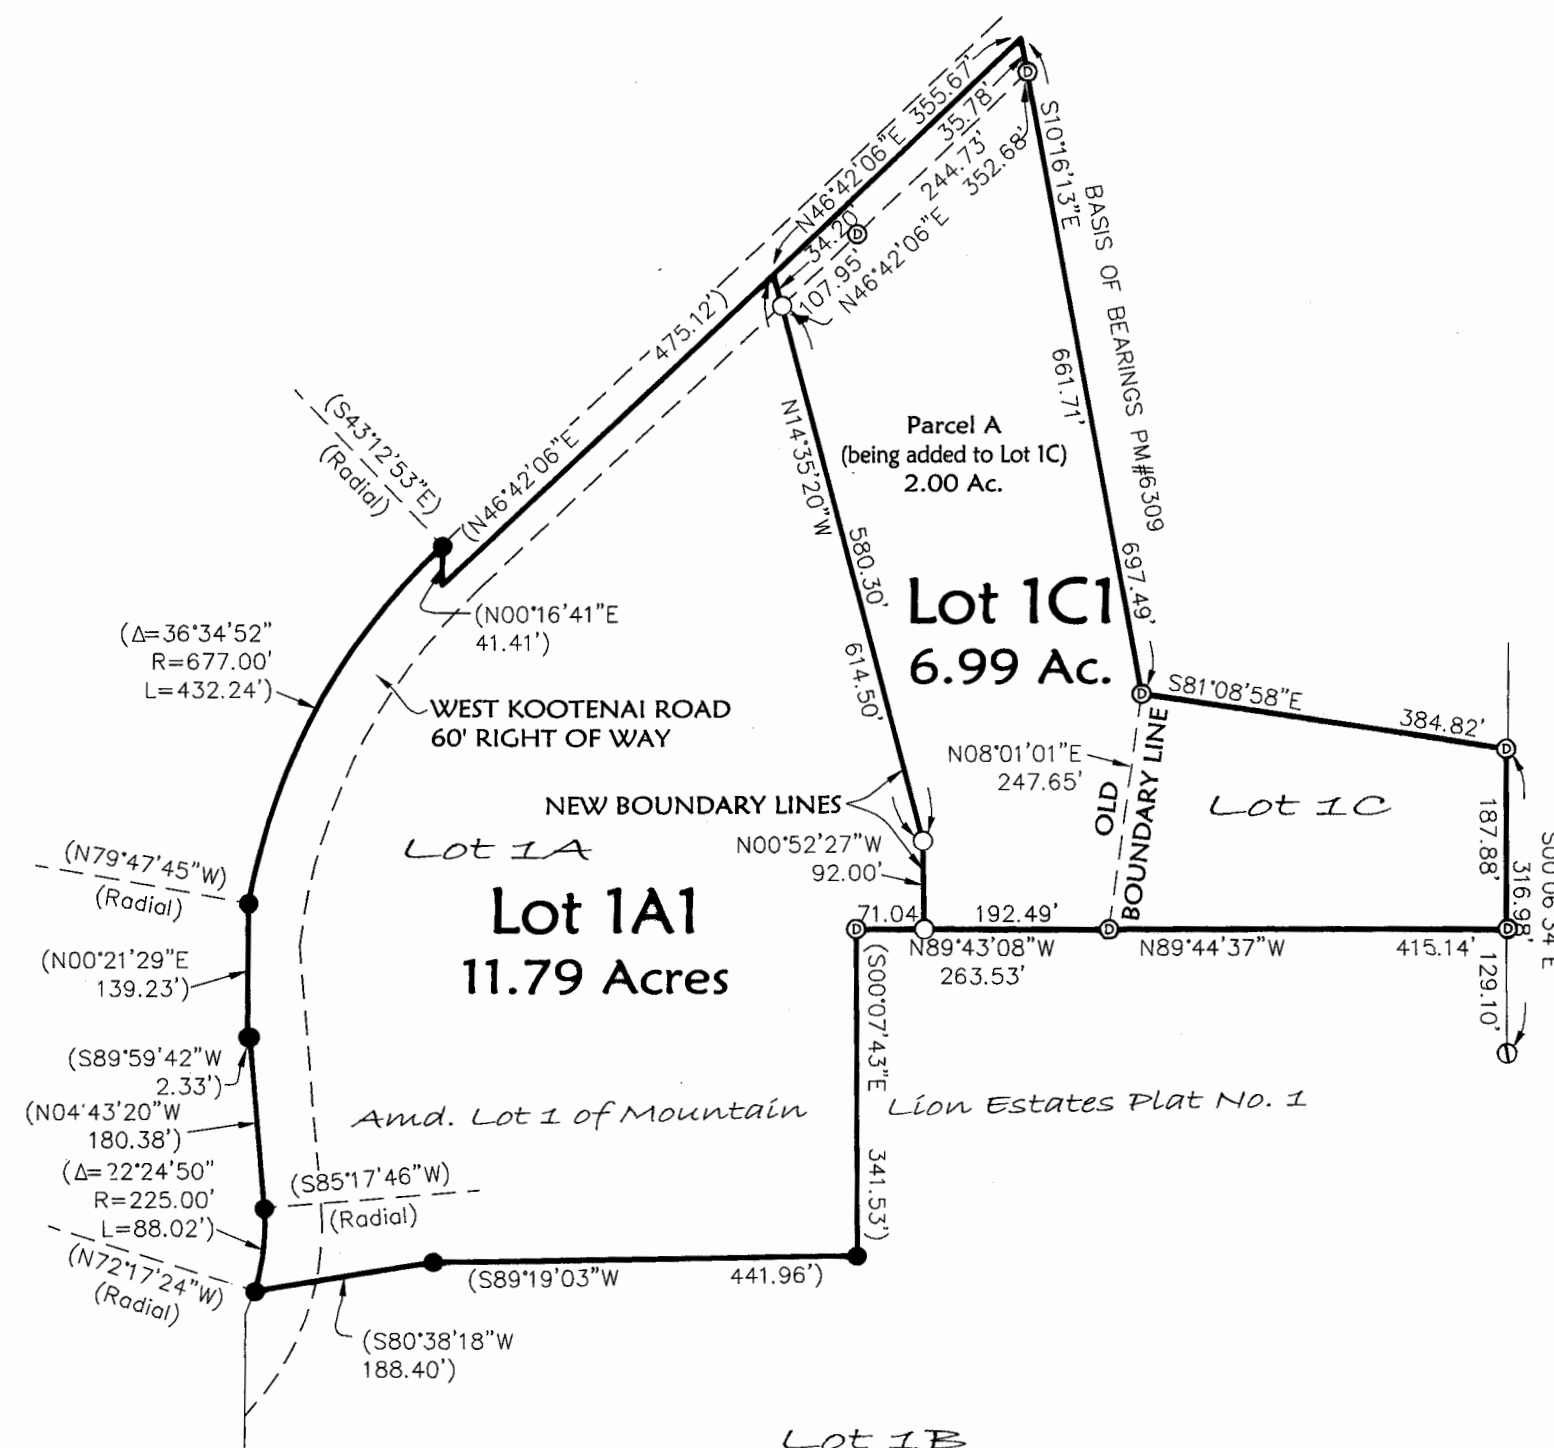 N46°42'06"E 355.67'
35.78'
244.73'
N46°42'06"E 352.68'
34.20'
107.95'
S10°16'13"E
BASIS OF BEARINGS PM#6309
661.71'
697.49'
475.12')
(N46°42'06"E
(S43°12'53"E)
(Radial)
N14°35'20"W
580.30'
614.50'
Parcel A
(being added to Lot 1C)
2.00 Ac.
Lot 1C1
6.99 Ac.
(N00°16'41"E
41.41')
(Δ=36°34'52"
R=677.00'
L=432.24')
WEST KOOTENAI ROAD
60' RIGHT OF WAY
S81°08'58"E
384.82'
N08°01'01"E
247.65'
OLD
BOUNDARY LINE
Lot 1C
NEW BOUNDARY LINES
187.88'
316.98'
S00°06'34"E
129.10'
N00°52'27"W
92.00'
Lot 1A
Lot 1A1
11.79 Acres
(N79°47'45"W)
(Radial)
71.04'
192.49'
N89°43'08"W
263.53'
N89°44'37"W
415.14'
(N00°21'29"E
139.23')
(S00°07'43"E
341.53')
(S89°59'42"W
2.33')
(N04°43'20"W
180.38')
Amd. Lot 1 of Mountain Lion Estates Plat No. 1
(Δ=22°24'50"
R=225.00'
L=88.02')
(S85°17'46"W)
(Radial)
(N72°17'24"W)
(Radial)
(S89°19'03"W
441.96')
(S80°38'18"W
188.40')
Lot 1B